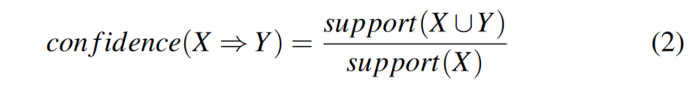 confidence(X ⇒ Y) = support(X ∪ Y) / support(X) (2)